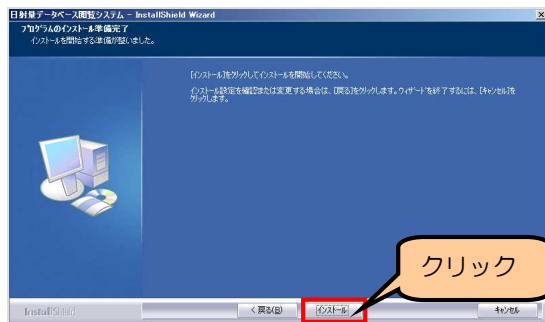 日射量データベース閲覧システム - InstallShield Wizard
プログラムのインストール準備完了
インストールを開始する準備が整いました。
[インストール]をクリックしてインストールを開始してください。
インストール設定を確認または変更する場合は、[戻る]をクリックします。ウィザードを終了するには、[キャンセル]を
クリックします。
クリック
InstallShield
< 戻る(B)
インストール
キャンセル